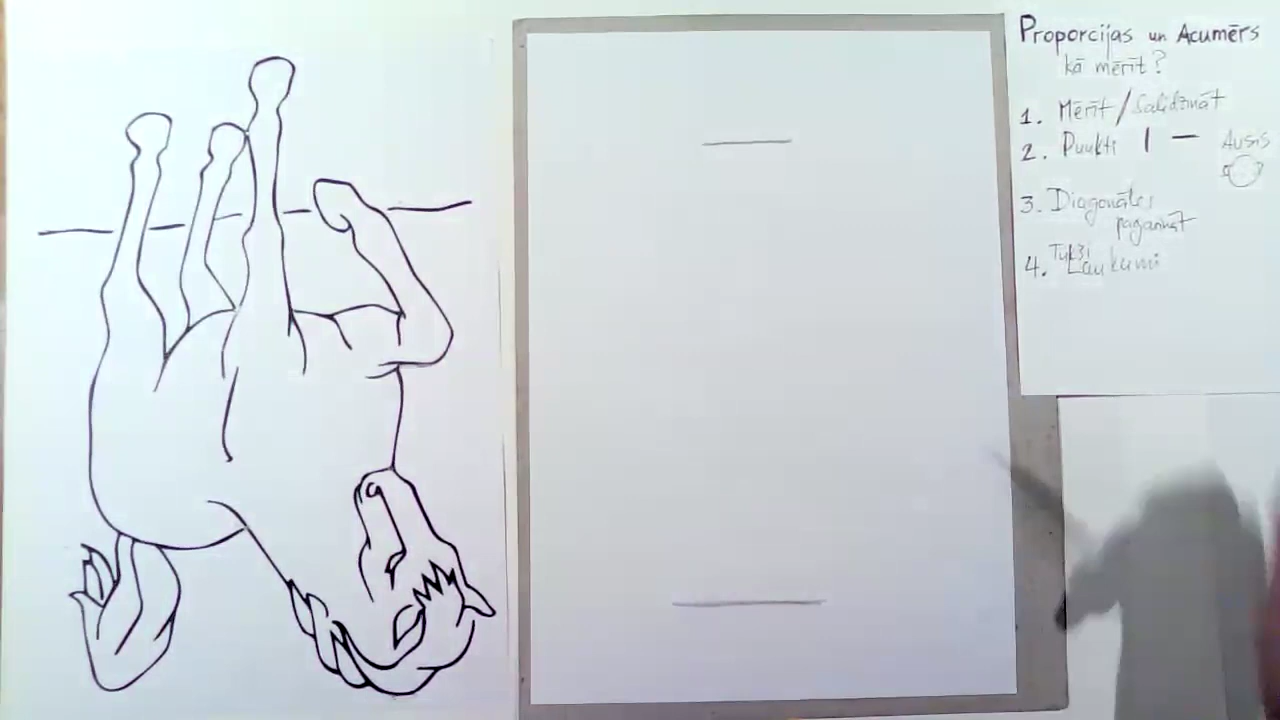 Proporcijas un Acumērs
kā mērīt?
1. Mērīt / Salīdzināt
2. Punkti | —
Ausis
3. Diagonāles
pagarināt
4. Tukši
Laukumi